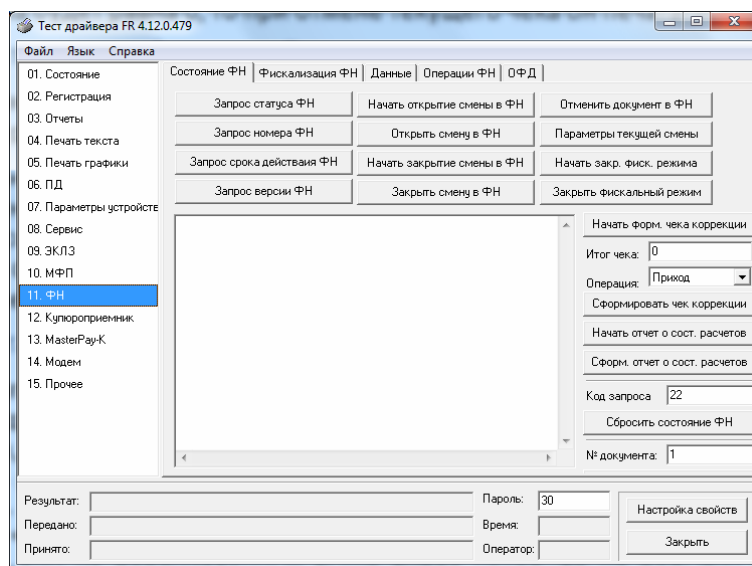 Тест драйвера FR 4.12.0.479
Файл Язык Справка
01. Состояние
02. Регистрация
03. Отчеты
04. Печать текста
05. Печать графики
06. ПД
07. Параметры устройств
08. Сервис
09. ЭКЛЗ
10. МФП
11. ФН
12. Купюроприемник
13. MasterPay-K
14. Модем
15. Прочее
Состояние ФН Фискализация ФН Данные Операции ФН ОФД
Запрос статуса ФН Начать открытие смены в ФН Отменить документ в ФН
Запрос номера ФН Открыть смену в ФН Параметры текущей смены
Запрос срока действаия ФН Начать закрытие смены в ФН Начать закр. фиск. режима
Запрос версии ФН Закрыть смену в ФН Закрыть фискальный режим
Начать форм. чека коррекции
Итог чека: 0
Операция: Приход
Сформировать чек коррекции
Начать отчет о сост. расчетов
Сформ. отчет о сост. расчетов
Код запроса 22
Сбросить состояние ФН
№ документа: 1
Результат: Пароль: 30
Передано: Время:
Принято: Оператор:
Настройка свойств
Закрыть